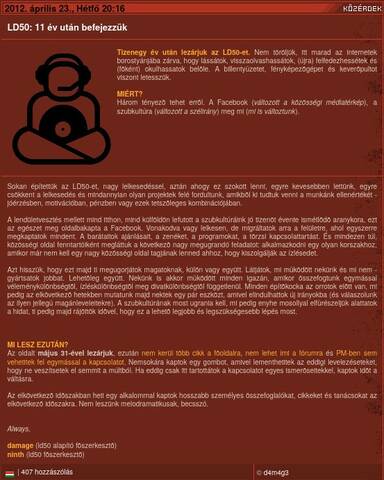 2012. április 23., Hétfő 20:16
KÖZÉRDEK
LD50: 11 év után befejezzük
Tizenegy év után lezárjuk az LD50-et. Nem töröljük, itt marad az internetek
borostyánjába zárva, hogy lássátok, visszaolvashassátok, (újra) felfedezhessétek és
(főként) okulhassatok belőle. A billentyűzetet, fényképezőgépet és keverőpultot
viszont letesszük.
MIÉRT?
Három tényező tehet erről. A Facebook (változott a közösségi médiatérkép), a
szubkultúra (változott a szélirány) meg mi (mi is változtunk).
Sokan építettük az LD50-et, nagy lelkesedéssel, aztán ahogy ez szokott lenni, egyre kevesebben lettünk, egyre
csökkent a lelkesedés és mindannyian olyan projektek felé fordultunk, amikből ki tudtuk venni a munkánk ellenértékét -
jóérzésben, motivációban, pénzben vagy ezek tetszőleges kombinációjában.
A lendületvesztés mellett mind itthon, mind külföldön lefutott a szubkultúráink jó tizenöt évente ismétlődő aranykora, ezt
az egészet meg oldalbakapta a Facebook. Vonakodva vagy lelkesen, de migráltatok arra a felületre, ahol egyszerre
megkaptatok mindent. A barátaitok ajánlásait, a zenéket, a programokat, a törzsi kapcsolattartást. És mindezen túl,
közösségi oldal fenntartóiként megláttuk a következő nagy megugrandó feladatot: alkalmazkodni egy olyan korszakhoz,
amikor már nem kell egy nagy közösségi oldal tagjának lenned ahhoz, hogy kiszolgálják az ízlésedet.
Azt hisszük, hogy ezt majd ti megugorjátok magatoknak, külön vagy együtt. Látjátok, mi működött nekünk és mi nem -
gyártsatok jobbat. Lehetőleg együtt. Nekünk is akkor működött minden igazán, amikor összefogtunk egymással
véleménykülönbségtől, ízléskülönbségtől meg divatkülönbségtől függetlenül. Minden építőkocka az orrotok előtt van, mi
pedig az elkövetkező hetekben mutatunk majd nektek egy pár eszközt, amivel elindulhattok új irányokba (és válaszolunk
az ilyen jellegű magánlevelekre). A szubkultúrának most ugrania kell, mi pedig enyhe mosollyal elfűrészeljük alattatok
a hidat, ti pedig majd rájöttök idővel, hogy ez a lehető legjobb és legszükségesebb lépés most.
MI LESZ EZUTÁN?
Az oldalt május 31-ével lezárjuk, ezután nem kerül több cikk a főoldalra, nem lehet írni a fórumra és PM-ben sem
vehetitek fel egymással a kapcsolatot. Nemsokára kaptok egy gombot, amivel lementhetitek az eddigi levelezéseteket,
hogy ne veszítsetek el semmit a múltból. Ha eddig csak itt tartottátok a kapcsolatot egyes ismerőseitekkel, kaptok időt a
váltásra.
Az elkövetkező időszakban hett egy alkalommal kaptok hosszabb személyes összefoglalókat, cikkeket és tanácsokat az
elkövetkező időszakra. Nem leszünk melodramatikusak, becsszó.
Always,
damage (ld50 alapító főszerkesztő)
ninth (ld50 főszerkesztő)
| 407 hozzászólás
© d4m4g3